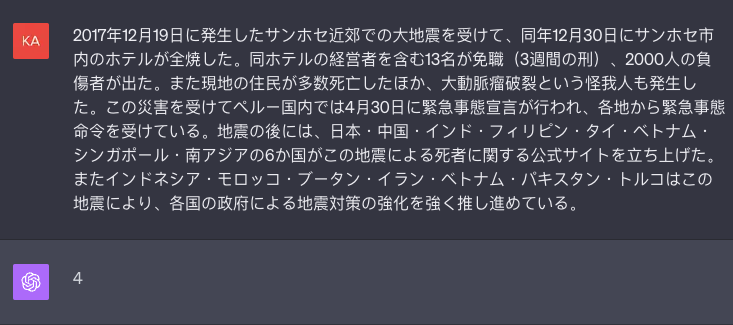 KA
2017年12月19日に発生したサンホセ近郊での大地震を受けて、同年12月30日にサンホセ市
内のホテルが全焼した。同ホテルの経営者を含む13名が免職（3週間の刑）、2000人の負
傷者が出た。また現地の住民が多数死亡したほか、大動脈瘤破裂という怪我人も発生し
た。この災害を受けてペルー国内では4月30日に緊急事態宣言が行われ、各地から緊急事態
命令を受けている。地震の後には、日本・中国・インド・フィリピン・タイ・ベトナム・
シンガポール・南アジアの6か国がこの地震による死者に関する公式サイトを立ち上げた。
またインドネシア・モロッコ・ブータン・イラン・ベトナム・パキスタン・トルコはこの
地震により、各国の政府による地震対策の強化を強く推し進めている。
4